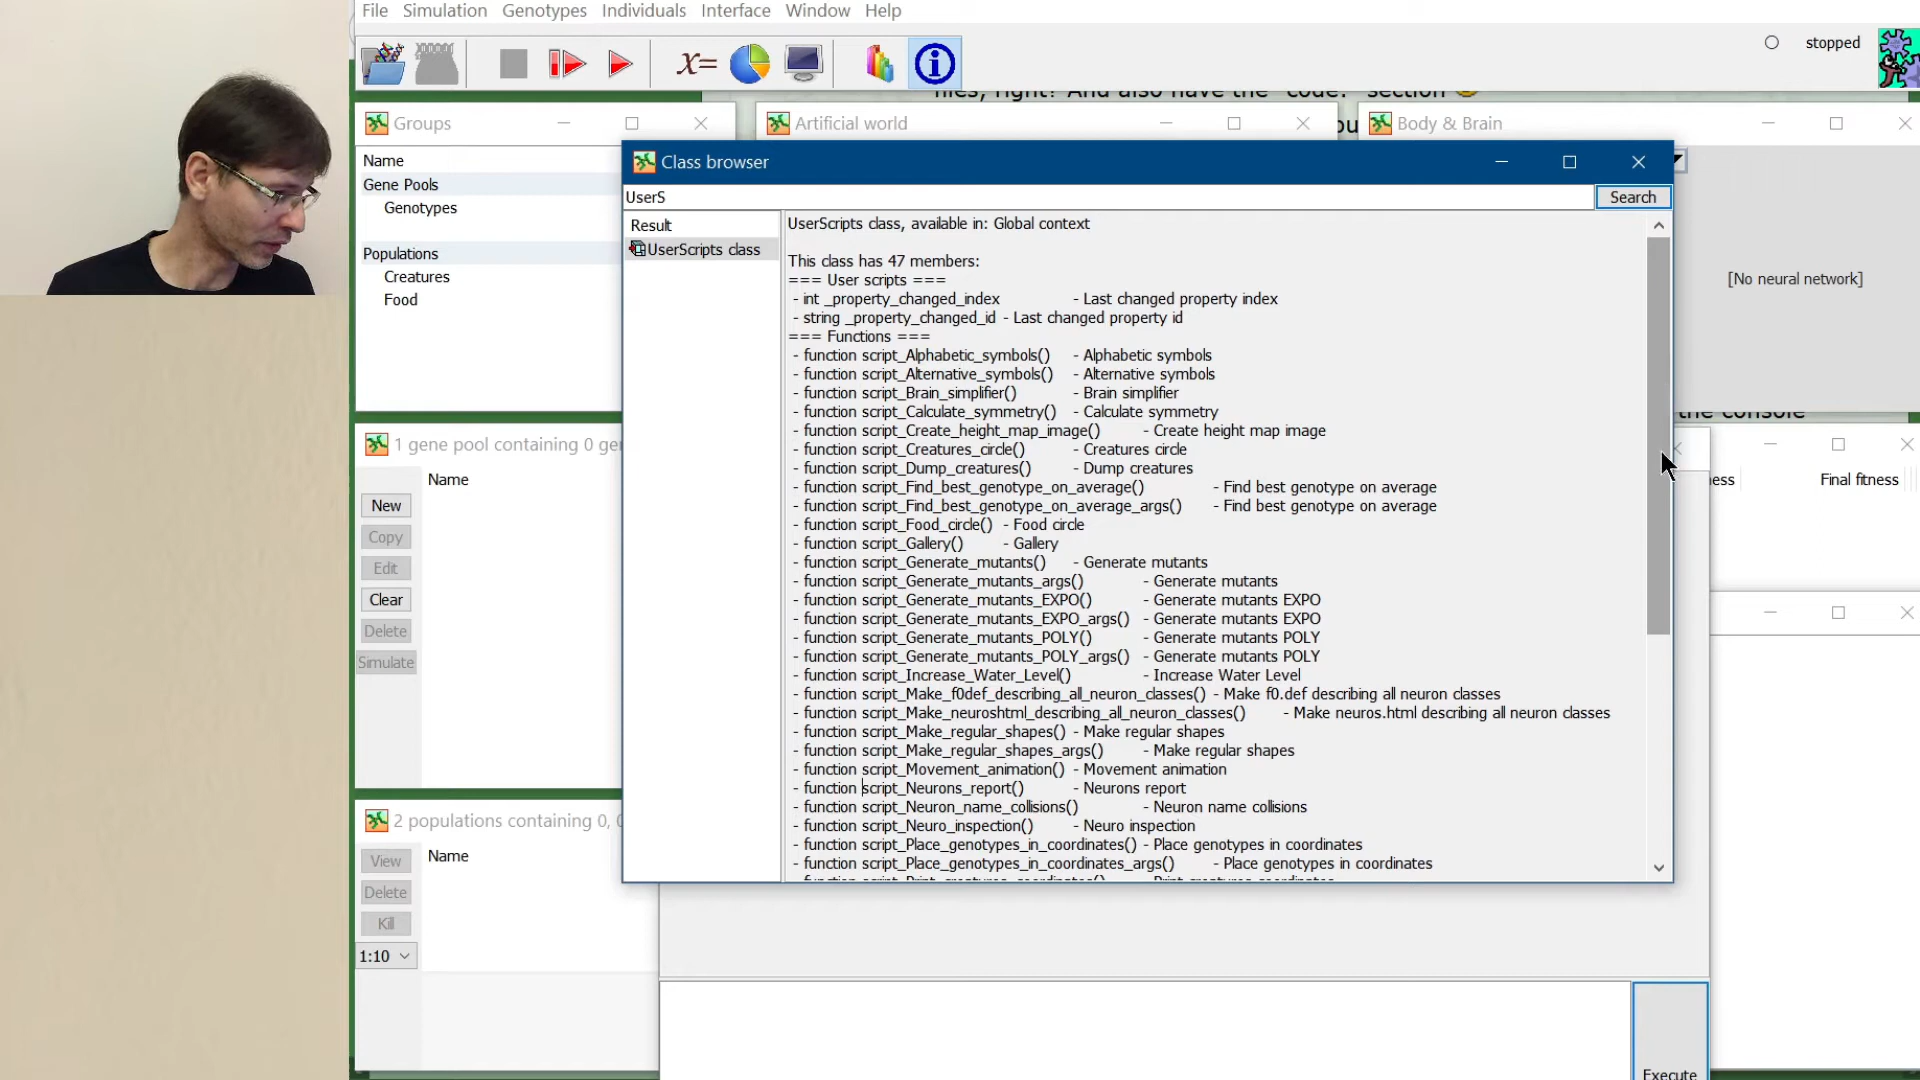 File Simulation Genotypes Individuals Interface Window Help
x=
stopped
Groups
Artificial world
Body & Brain
Name
Gene Pools
Genotypes
Populations
Creatures
Food
Class browser
UserS
Search
Result
UserScripts class
UserScripts class, available in: Global context
This class has 47 members:
=== User scripts ===
- int _property_changed_index - Last changed property index
- string _property_changed_id - Last changed property id
=== Functions ===
- function script_Alphabetic_symbols() - Alphabetic symbols
- function script_Alternative_symbols() - Alternative symbols
- function script_Brain_simplifier() - Brain simplifier
- function script_Calculate_symmetry() - Calculate symmetry
- function script_Create_height_map_image() - Create height map image
- function script_Creatures_circle() - Creatures circle
- function script_Dump_creatures() - Dump creatures
- function script_Find_best_genotype_on_average() - Find best genotype on average
- function script_Find_best_genotype_on_average_args() - Find best genotype on average
- function script_Food_circle() - Food circle
- function script_Gallery() - Gallery
- function script_Generate_mutants() - Generate mutants
- function script_Generate_mutants_args() - Generate mutants
- function script_Generate_mutants_EXPO() - Generate mutants EXPO
- function script_Generate_mutants_EXPO_args() - Generate mutants EXPO
- function script_Generate_mutants_POLY() - Generate mutants POLY
- function script_Generate_mutants_POLY_args() - Generate mutants POLY
- function script_Increase_Water_Level() - Increase Water Level
- function script_Make_f0def_describing_all_neuron_classes() - Make f0.def describing all neuron classes
- function script_Make_neuroshtml_describing_all_neuron_classes() - Make neuros.html describing all neuron classes
- function script_Make_regular_shapes() - Make regular shapes
- function script_Make_regular_shapes_args() - Make regular shapes
- function script_Movement_animation() - Movement animation
- function script_Neurons_report() - Neurons report
- function script_Neuron_name_collisions() - Neuron name collisions
- function script_Neuro_inspection() - Neuro inspection
- function script_Place_genotypes_in_coordinates() - Place genotypes in coordinates
- function script_Place_genotypes_in_coordinates_args() - Place genotypes in coordinates
[No neural network]
the console
Final fitness
1 gene pool containing 0
Name
New
Copy
Edit
Clear
Delete
Simulate
2 populations containing 0,
Name
View
Delete
Kill
1:10
Execute